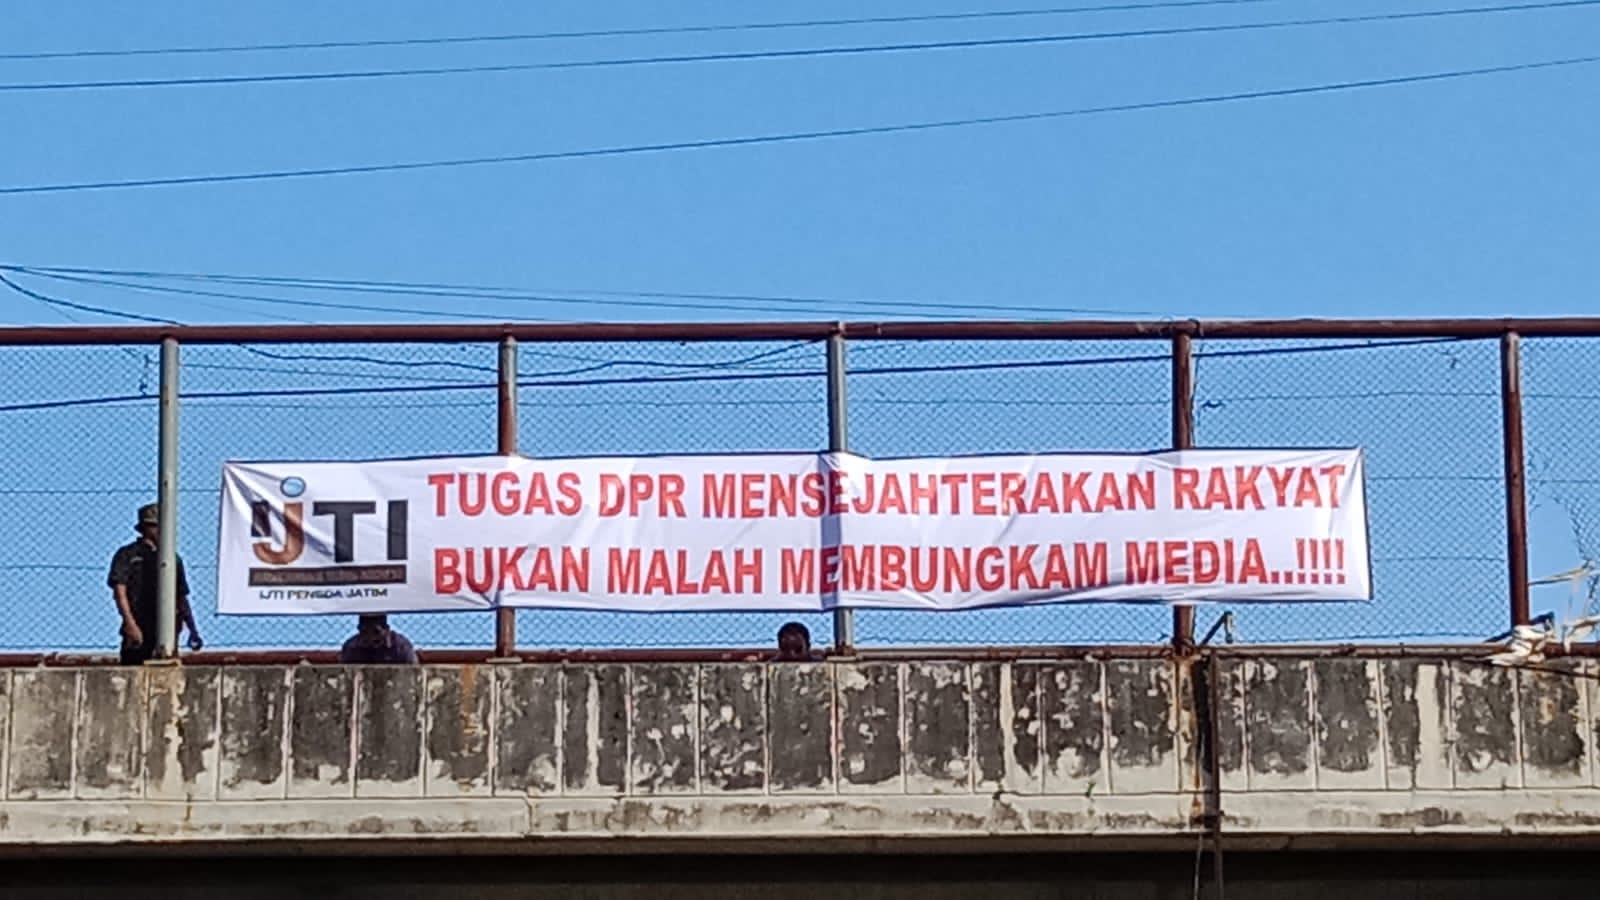 IJTI
IJTI PENGDA JATIM
TUGAS DPR MENSEJAHTERAKAN RAKYAT
BUKAN MALAH MEMBUNGKAM MEDIA..!!!!